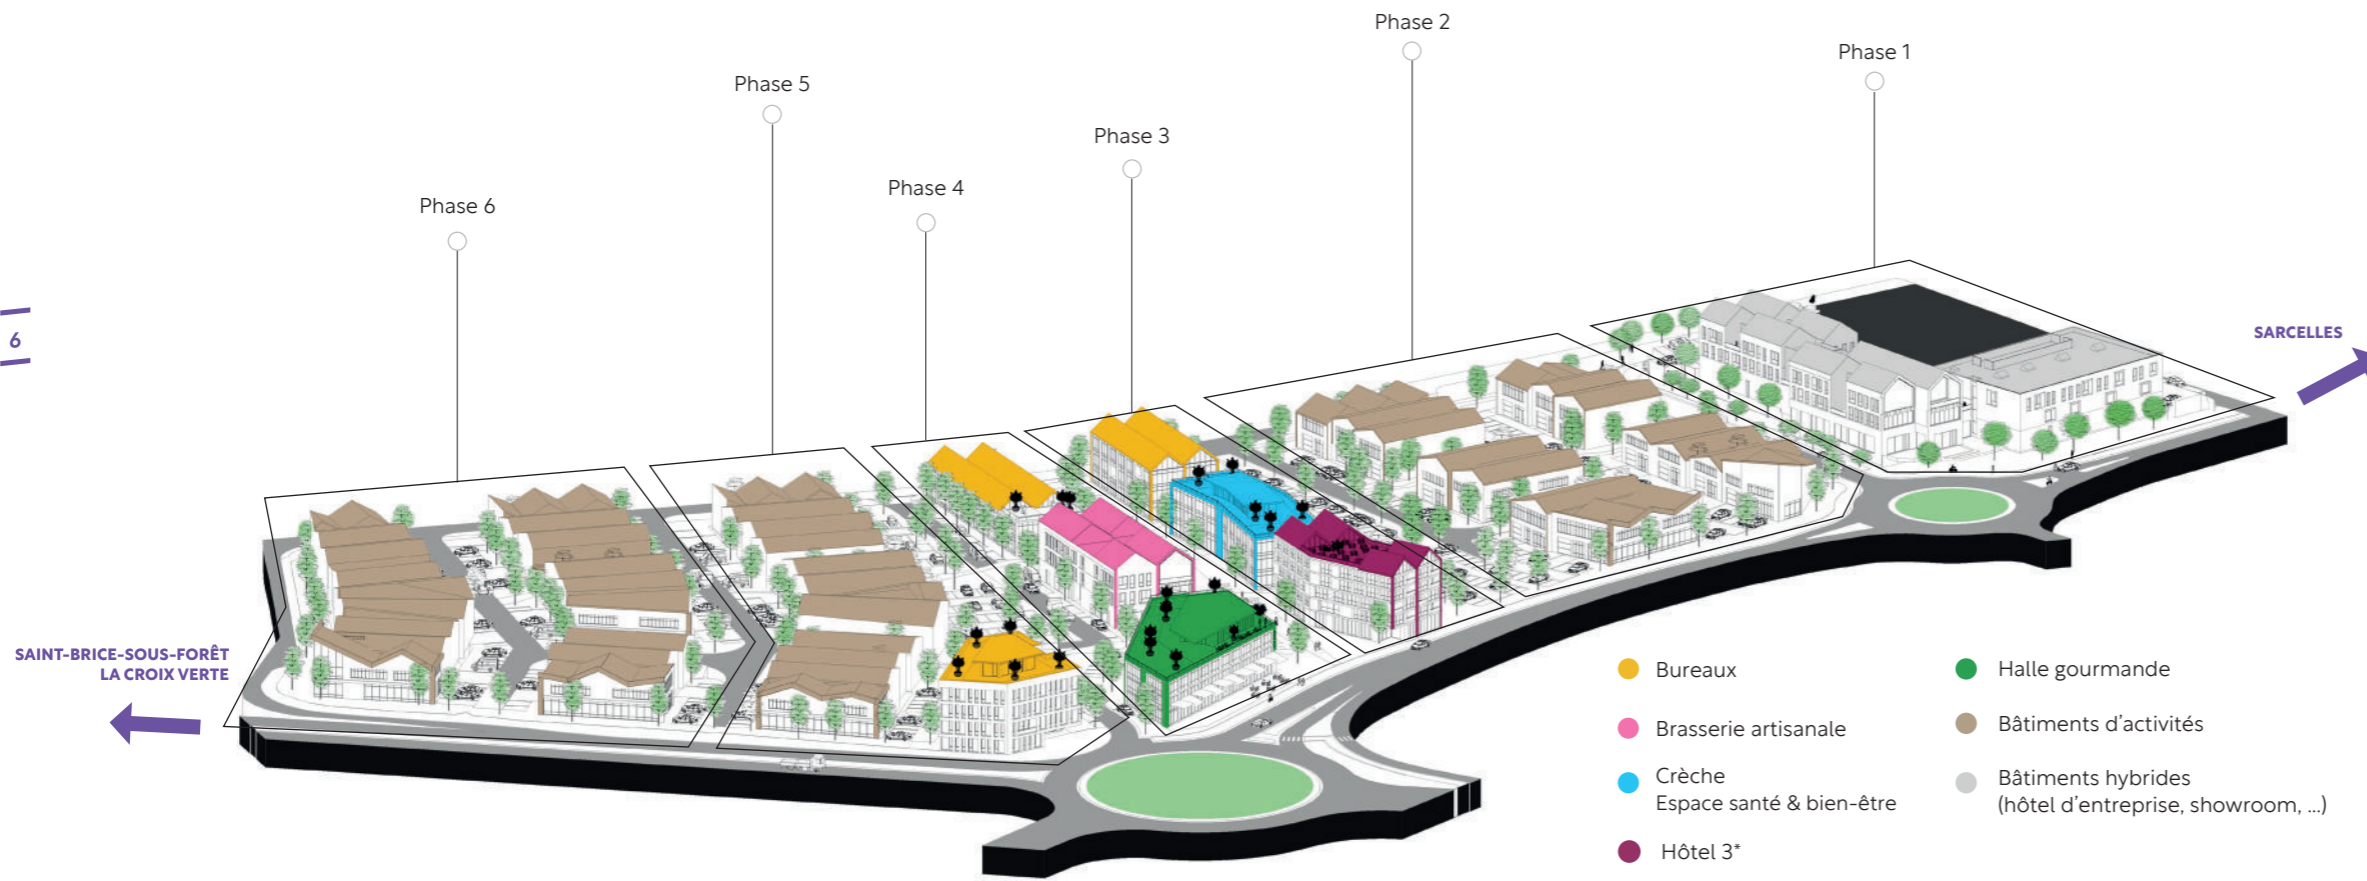 Phase 2
Phase 1
Phase 5
Phase 3
Phase 4
Phase 6
6
SARCELLES
SAINT-BRICE-SOUS-FORÊT
LA CROIX VERTE
Bureaux
Brasserie artisanale
Crèche
Espace santé & bien-être
Hôtel 3*
Halle gourmande
Bâtiments d'activités
Bâtiments hybrides
(hôtel d'entreprise, showroom, ...)